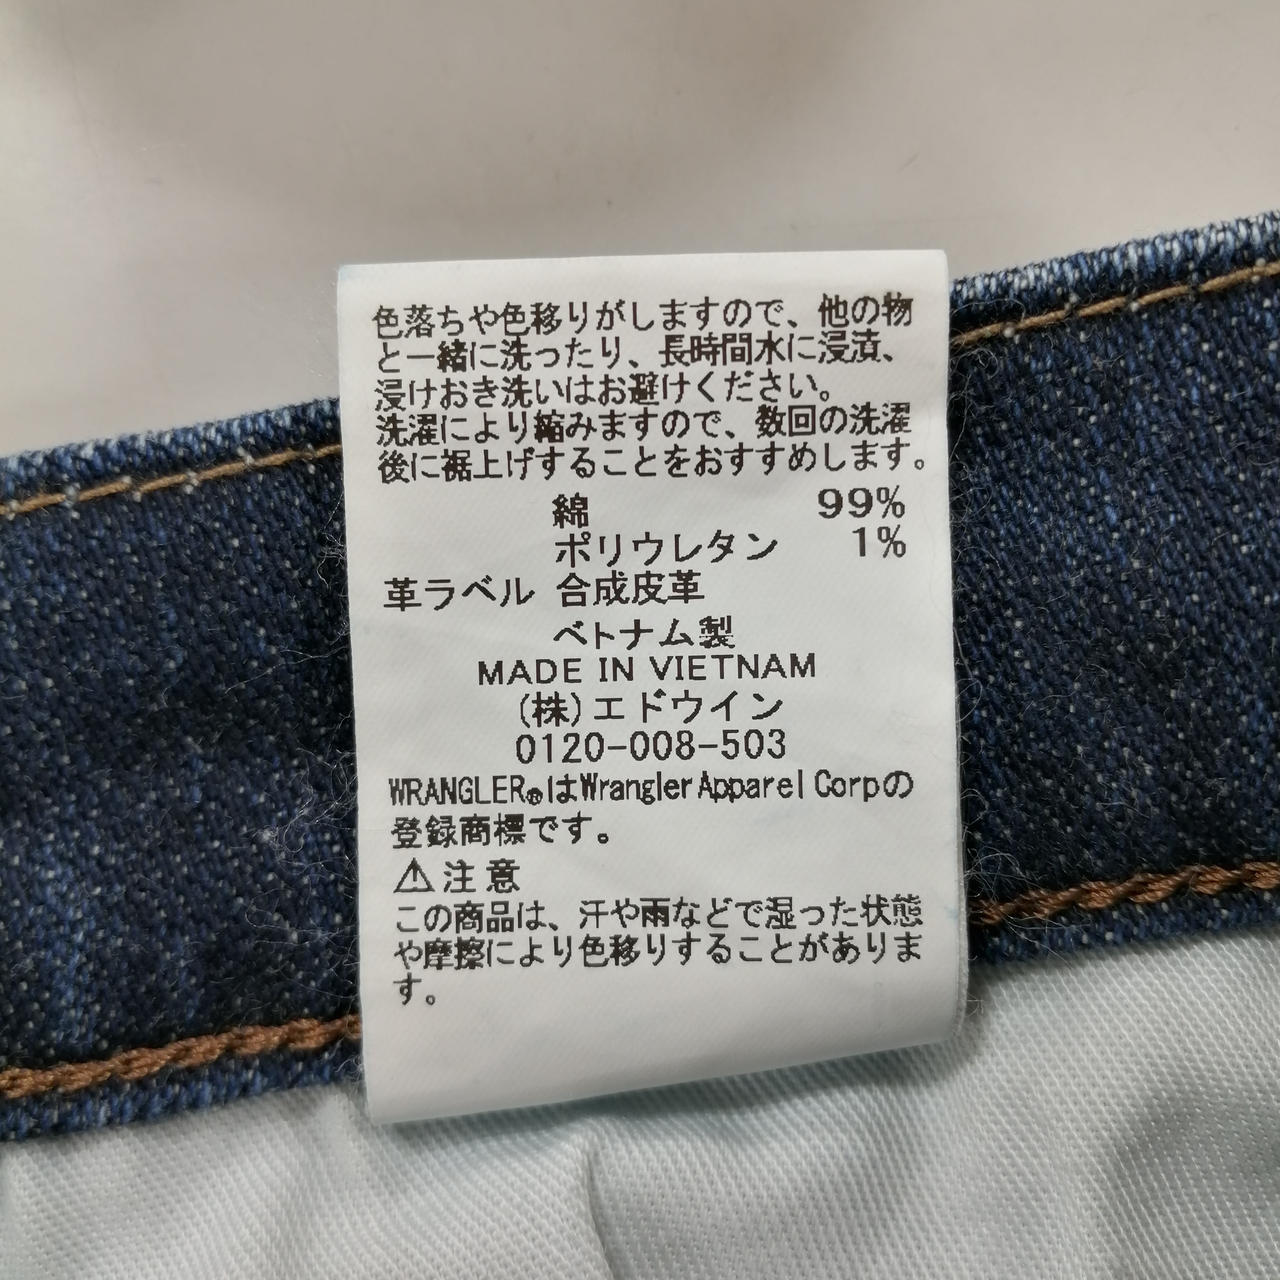 色落ちや色移りがしますので、他の物
と一緒に洗ったり、長時間水に浸漬、
浸けおき洗いはお避けください。
洗濯により縮みますので、数回の洗濯
後に裾上げすることをおすすめします。
綿 99%
ポリウレタン 1%
革ラベル 合成皮革
ベトナム製
MADE IN VIETNAM
(株)エドウイン
0120-008-503
WRANGLER®はWrangler Apparel Corpの
登録商標です。
⚠注意
この商品は、汗や雨などで湿った状態
や摩擦により色移りすることがありま
す。